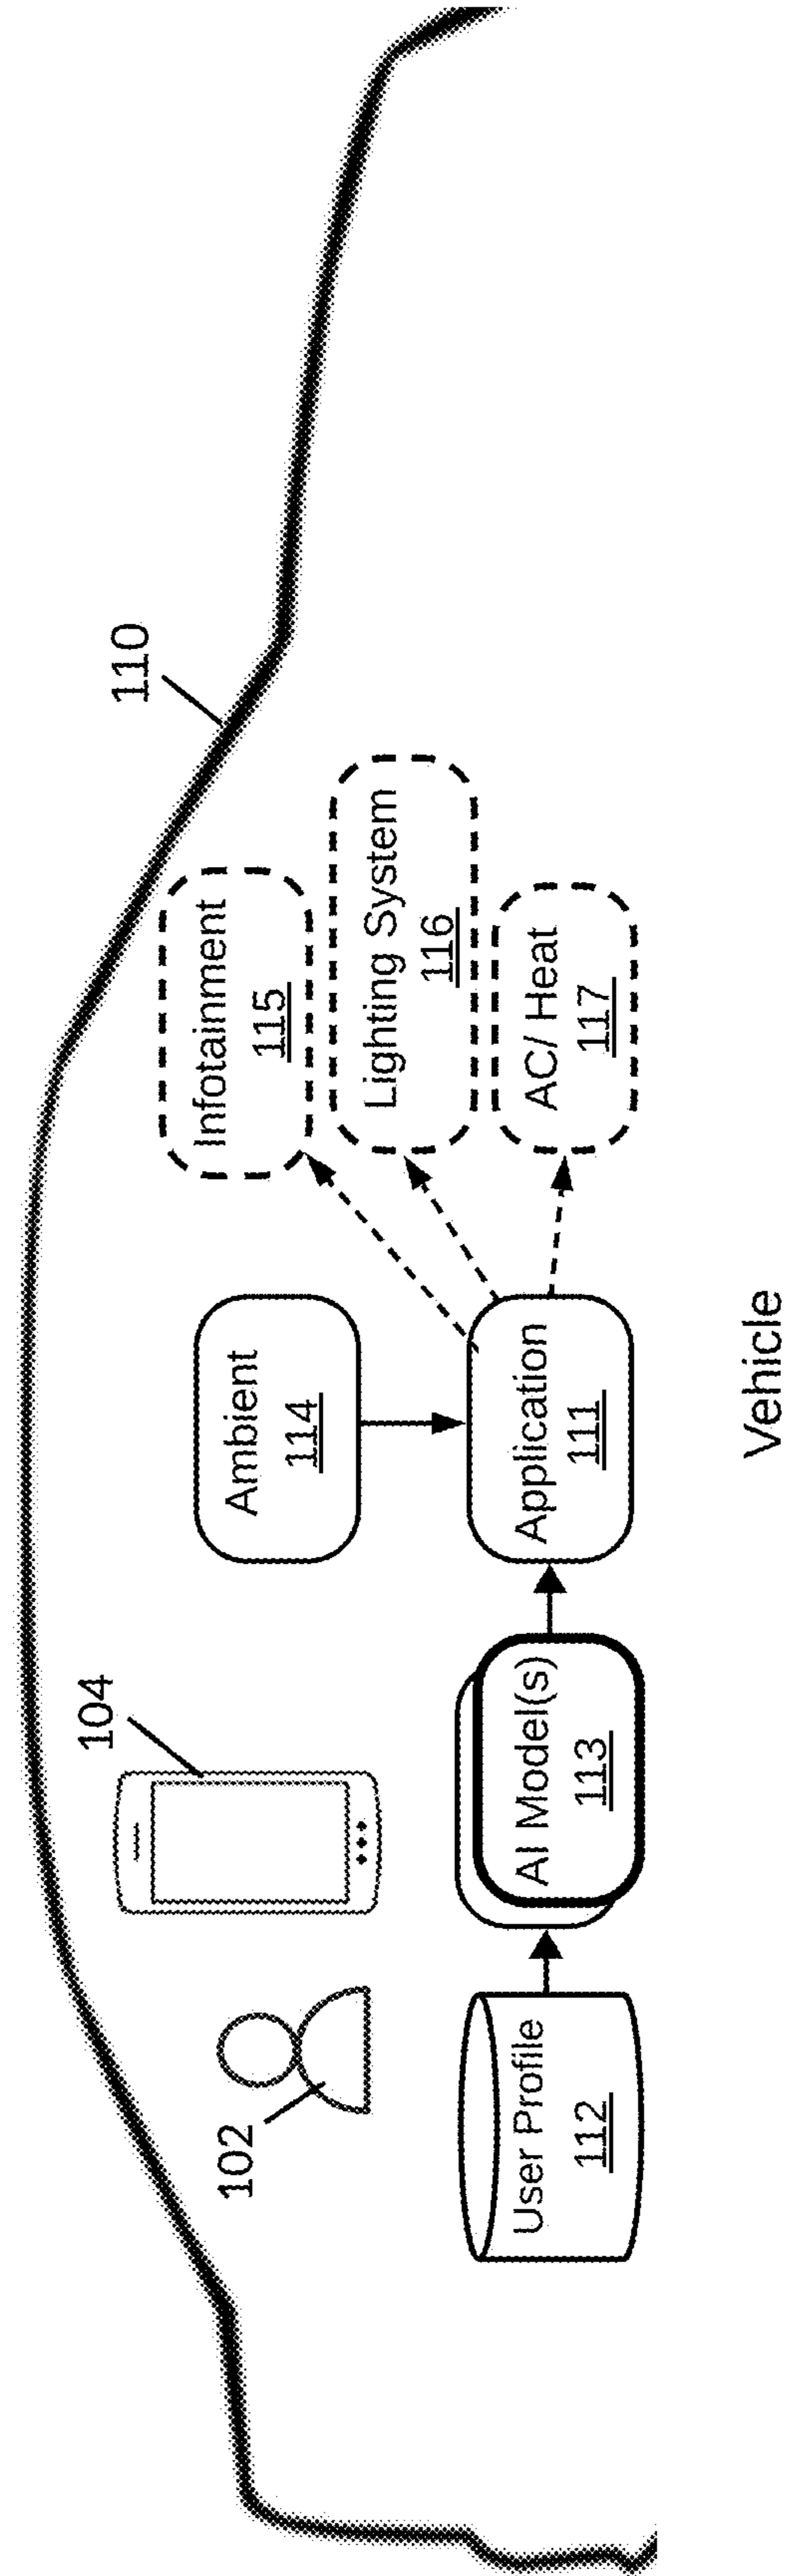 110
104
102
Infotainment
115
Ambient
114
Lighting System
116
User Profile
112
AI Model(s)
113
Application
111
AC/ Heat
117
Vehicle